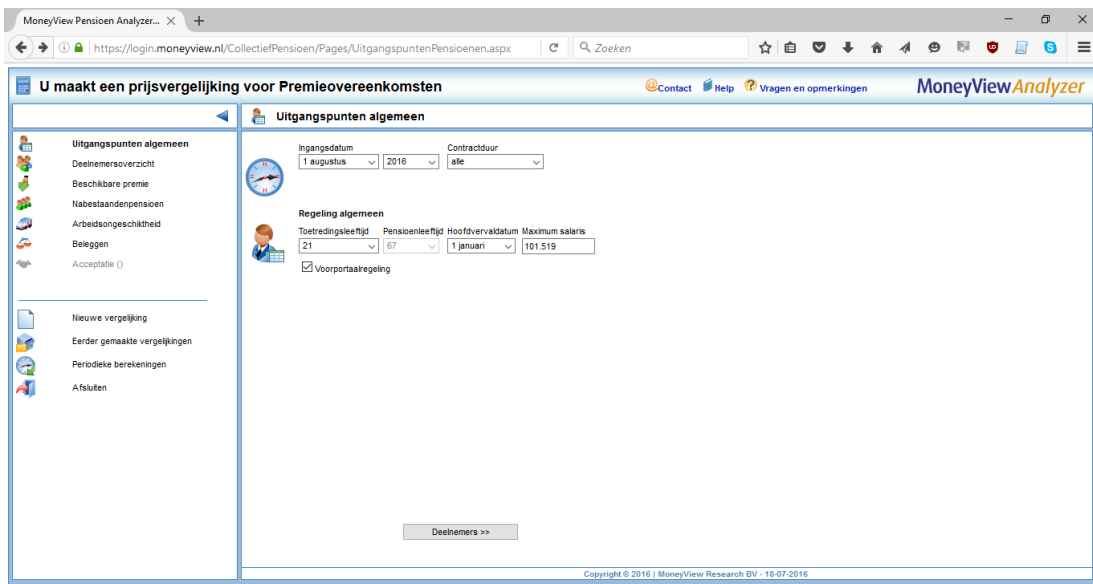 MoneyView Pensioen Analyzer...
https://login.moneyview.nl/CollectiefPensioen/Pages/UitgangspuntenPensioenen.aspx
Zoeken
U maakt een prijsvergelijking voor Premieovereenkomsten
@Contact Help Vragen en opmerkingen
MoneyView Analyzer
Uitgangspunten algemeen
Deelnemersoverzicht
Beschikbare premie
Nabestaandenpensioen
Arbeidsongeschiktheid
Beleggen
Acceptatie ()
Nieuwe vergelijking
Eerder gemaakte vergelijkingen
Periodieke berekeningen
Afsluiten
Uitgangspunten algemeen
Ingangsdatum Contractduur
1 augustus 2016 alle
Regeling algemeen
Toetredingsleeftijd Pensioenleeftijd Hoofdvervaldatum Maximum salaris
21 67 1 januari 101.519
Voorportaalregeling
Deelnemers >>
Copyright © 2016 | MoneyView Research BV - 18-07-2016